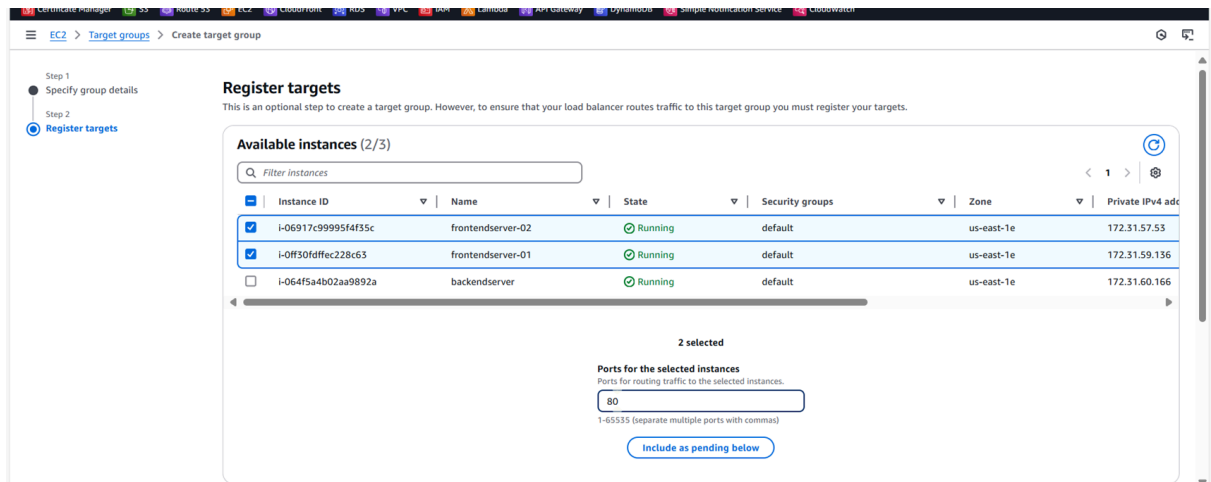 Certificate Manager S3 Route 53 EC2 CloudFront RDS VPC IAM Lambda API Gateway DynamoDB Simple Notification Service CloudWatch
EC2 > Target groups > Create target group
Step 1
Specify group details
Step 2
Register targets
Register targets
This is an optional step to create a target group. However, to ensure that your load balancer routes traffic to this target group you must register your targets.
Available instances (2/3)
Filter instances
1
Instance ID Name State Security groups Zone Private IPv4 add
i-06917c99995f4f35c frontendserver-02 Running default us-east-1e 172.31.57.53
i-0ff30fdffec228c63 frontendserver-01 Running default us-east-1e 172.31.59.136
i-064f5a4b02aa9892a backendserver Running default us-east-1e 172.31.60.166
2 selected
Ports for the selected instances
Ports for routing traffic to the selected instances.
80
1-65535 (separate multiple ports with commas)
Include as pending below